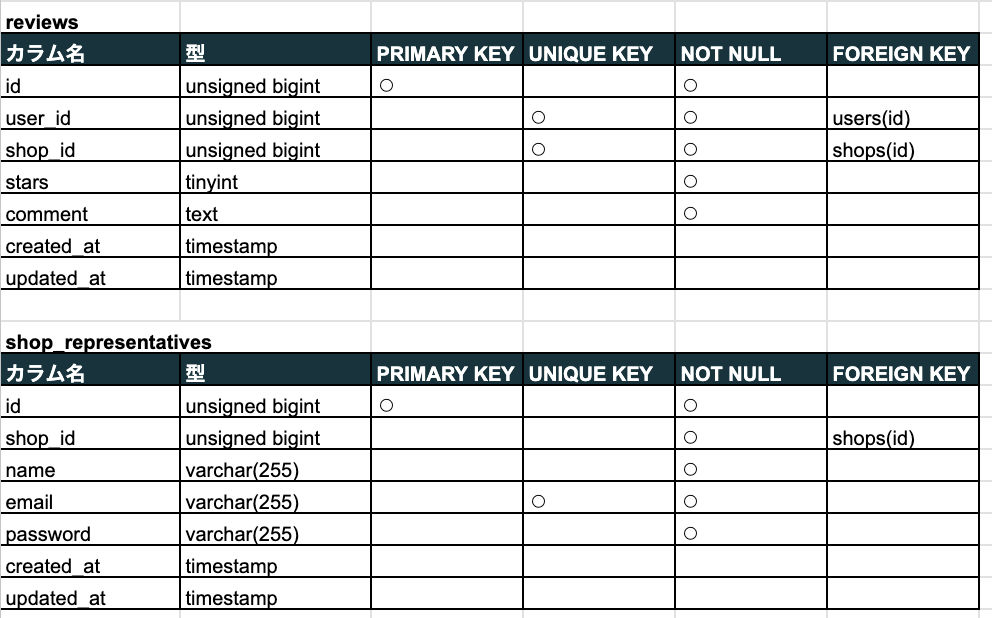 reviews
カラム名 型 PRIMARY KEY UNIQUE KEY NOT NULL FOREIGN KEY
id unsigned bigint ○ ○
user_id unsigned bigint ○ ○ users(id)
shop_id unsigned bigint ○ ○ shops(id)
stars tinyint ○
comment text ○
created_at timestamp
updated_at timestamp
shop_representatives
カラム名 型 PRIMARY KEY UNIQUE KEY NOT NULL FOREIGN KEY
id unsigned bigint ○ ○
shop_id unsigned bigint ○ shops(id)
name varchar(255) ○
email varchar(255) ○ ○
password varchar(255) ○
created_at timestamp
updated_at timestamp